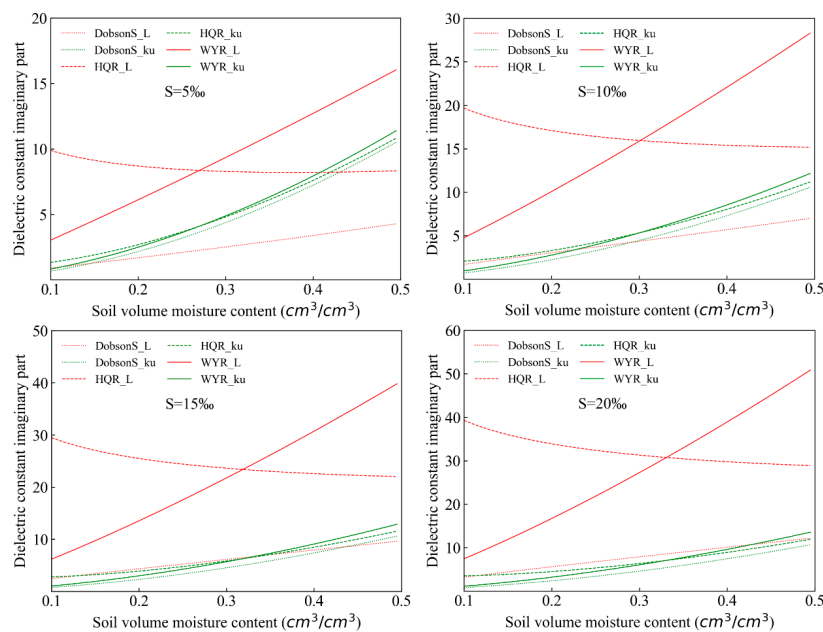 Dielectric constant imaginary part
20
15
10
5
DobsonS_L
DobsonS_ku
HQR_L
HQR_ku
WYR_L
WYR_ku
S=5‰
0.1 0.2 0.3 0.4 0.5
Soil volume moisture content (cm³/cm³)
Dielectric constant imaginary part
30
25
20
15
10
5
DobsonS_L
DobsonS_ku
HQR_L
HQR_ku
WYR_L
WYR_ku
S=10‰
0.1 0.2 0.3 0.4 0.5
Soil volume moisture content (cm³/cm³)
Dielectric constant imaginary part
50
40
30
20
10
DobsonS_L
DobsonS_ku
HQR_L
HQR_ku
WYR_L
WYR_ku
S=15‰
0.1 0.2 0.3 0.4 0.5
Soil volume moisture content (cm³/cm³)
Dielectric constant imaginary part
60
50
40
30
20
10
DobsonS_L
DobsonS_ku
HQR_L
HQR_ku
WYR_L
WYR_ku
S=20‰
0.1 0.2 0.3 0.4 0.5
Soil volume moisture content (cm³/cm³)